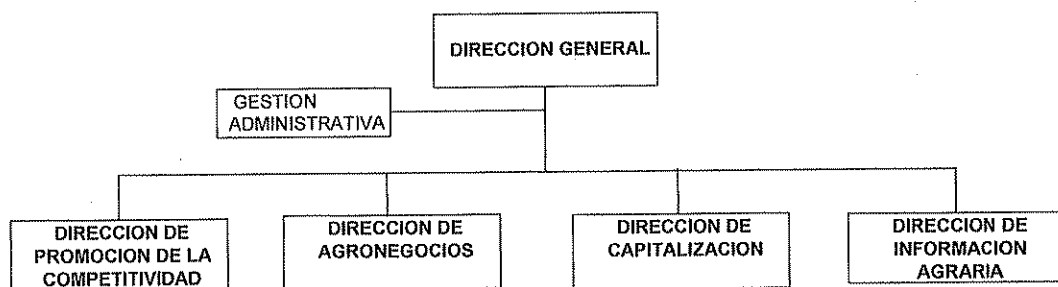 DIRECCION GENERAL
GESTION
ADMINISTRATIVA
DIRECCION DE
PROMOCION DE LA
COMPETITIVIDAD
DIRECCION DE
AGRONEGOCIOS
DIRECCION DE
CAPITALIZACION
DIRECCION DE
INFORMACION
AGRARIA